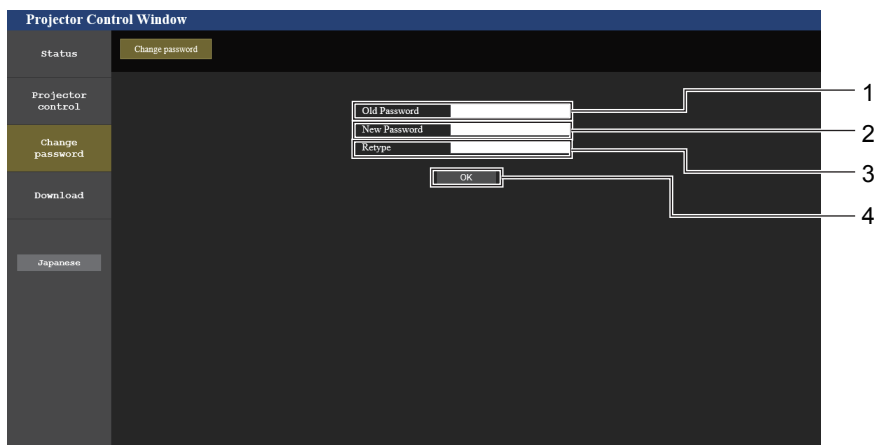 Projector Control Window
Status
Change password
Projector
control
Change
password
Download
Japanese
Old Password
New Password
Retype
OK
1
2
3
4